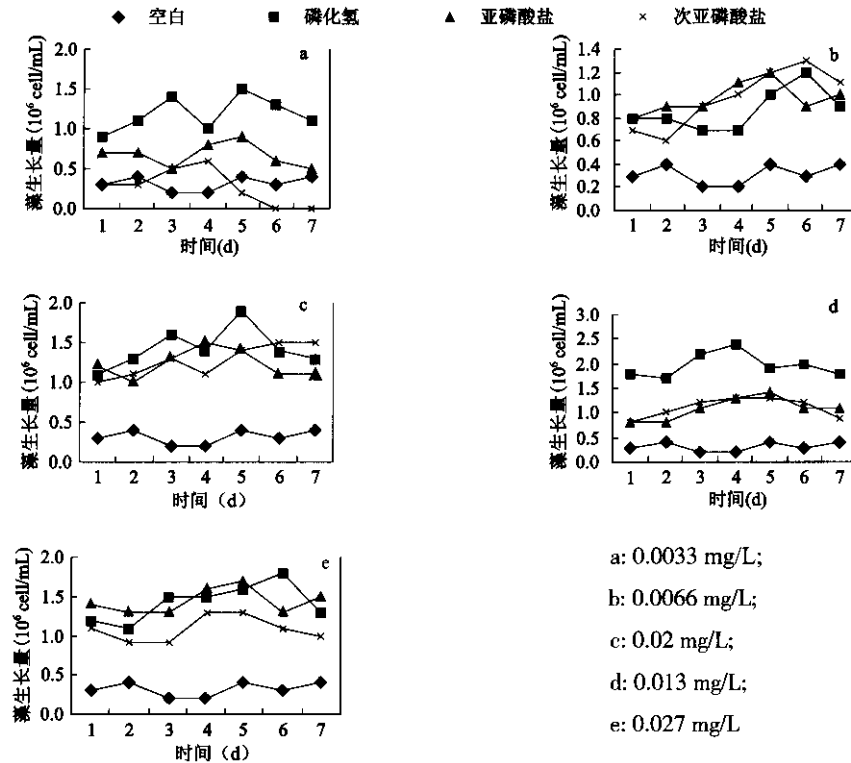 空白 磷化氢 亚磷酸盐 次亚磷酸盐
a
藻生长量(10⁶ cell/mL)
2.0
1.5
1.0
0.5
0.0
1 2 3 4 5 6 7
时间(d)
b
藻生长量(10⁶ cell/mL)
1.4
1.2
1.0
0.8
0.6
0.4
0.2
1 2 3 4 5 6 7
时间(d)
c
藻生长量(10⁶ cell/mL)
2.0
1.5
1.0
0.5
0.0
1 2 3 4 5 6 7
时间（d）
d
藻生长量(10⁶ cell/mL)
3.0
2.5
2.0
1.5
1.0
0.5
0.0
1 2 3 4 5 6 7
时间(d)
e
藻生长量(10⁶ cell/mL)
2.0
1.5
1.0
0.5
0.0
1 2 3 4 5 6 7
时间（d）
a: 0.0033 mg/L;
b: 0.0066 mg/L;
c: 0.02 mg/L;
d: 0.013 mg/L;
e: 0.027 mg/L